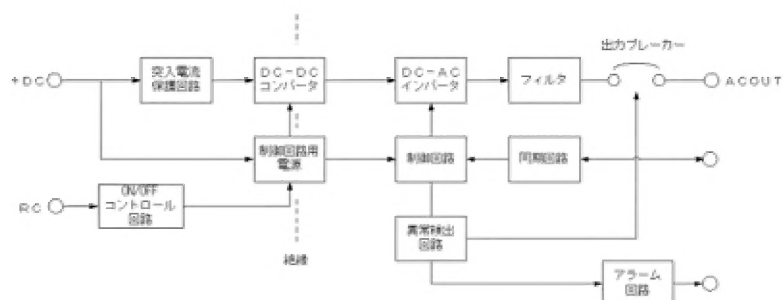 出力ブレーカー
突入電流
保護回路
DC-DC
コンバータ
DC-AC
インバータ
フィルタ
+DC
ACOUT
制御回路用
電源
制御回路
同期回路
ON/OFF
コントロール
回路
RC
異常検出
回路
絶縁
アラーム
回路